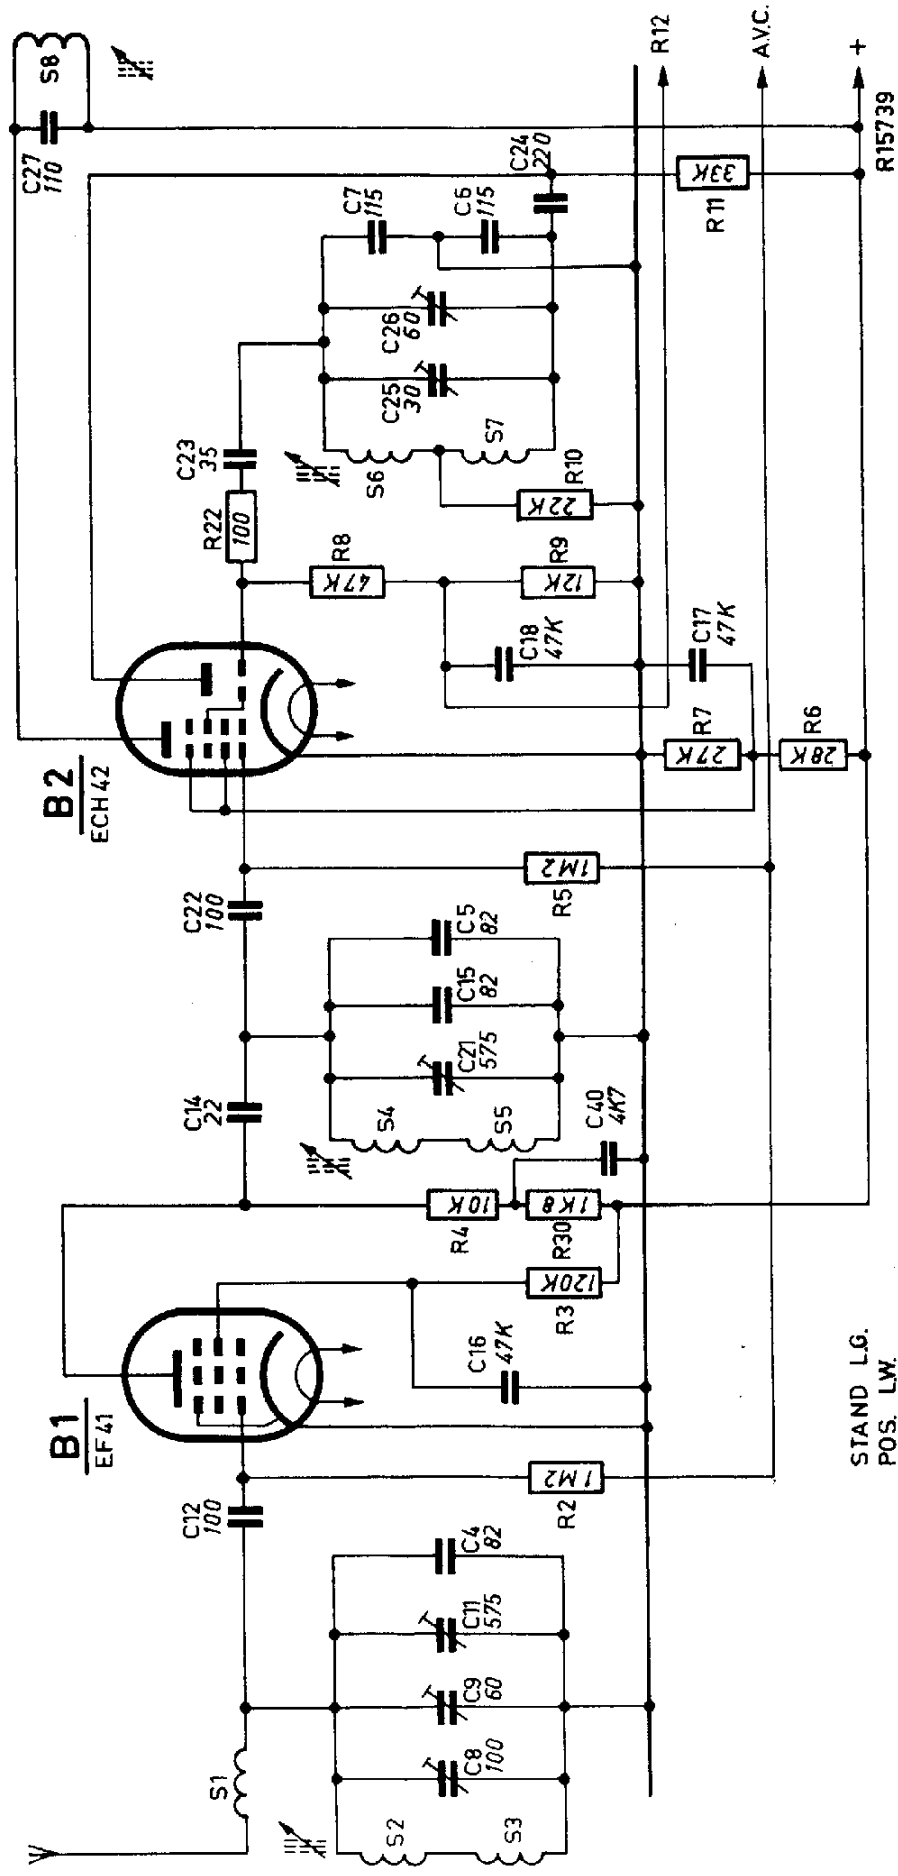 S1
S2
S3
C8
100
C9
60
C11
575
C4
82
C12
100
R2
1M2
B1
EF41
C16
47K
R3
120K
R4
10K
R30
1K8
C40
4K7
C14
22
S4
S5
C21
575
C15
82
C5
82
C22
100
R5
1M2
B2
ECH42
R7
27K
R6
28K
C17
47K
C18
47K
R8
47K
R9
12K
R10
22K
R22
100
C23
35
S6
S7
C25
30
C26
60
C7
115
C6
115
C24
220
R11
33K
C27
110
S8
R12
A.V.C.
+
STAND L.G.
POS. L.W.
R15739